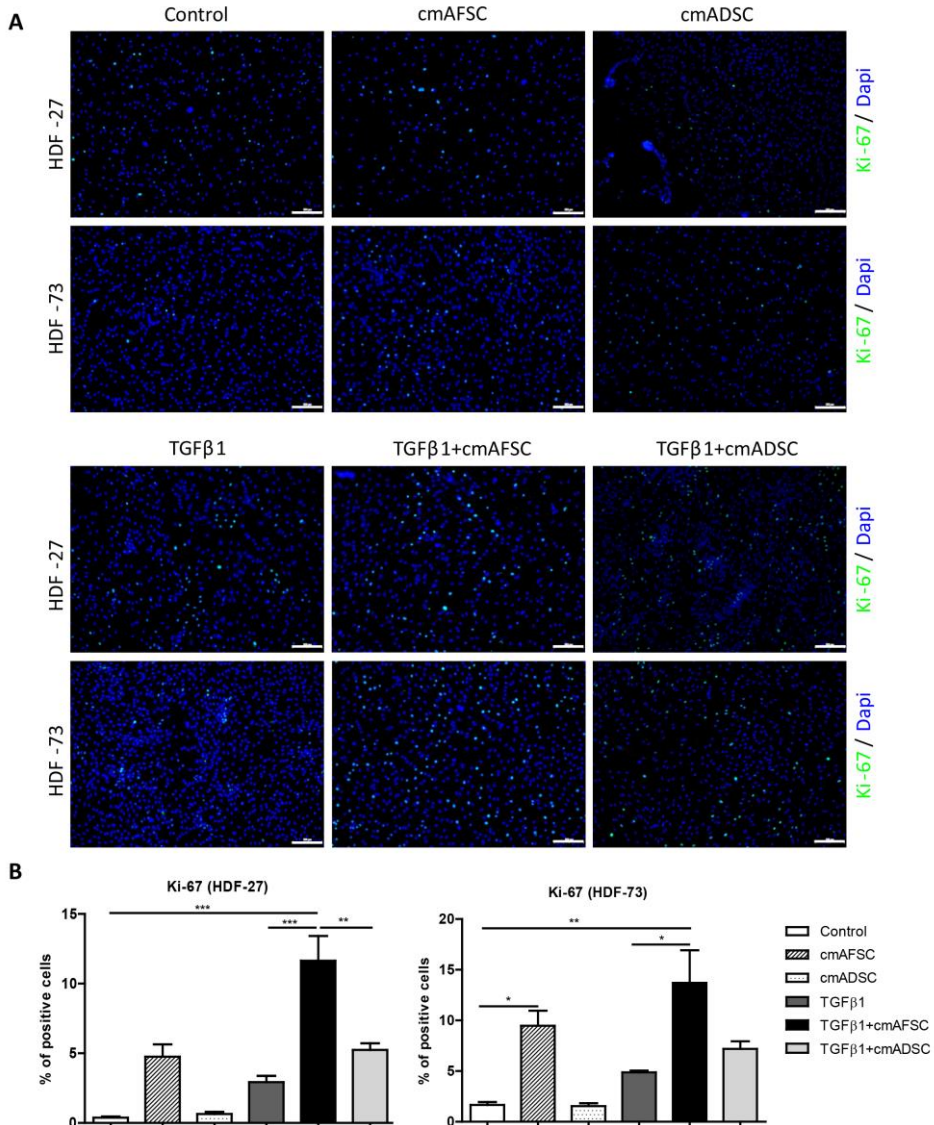 A
Control cmAFSC cmADSC
HDF-27
Ki-67 / Dapi
HDF-73
Ki-67 / Dapi
TGFβ1 TGFβ1+cmAFSC TGFβ1+cmADSC
HDF-27
Ki-67 / Dapi
HDF-73
Ki-67 / Dapi
B
Ki-67 (HDF-27)
% of positive cells
15
10
5
0
***
***
**
Ki-67 (HDF-73)
% of positive cells
20
15
10
5
0
**
*
*
Control
cmAFSC
cmADSC
TGFβ1
TGFβ1+cmAFSC
TGFβ1+cmADSC